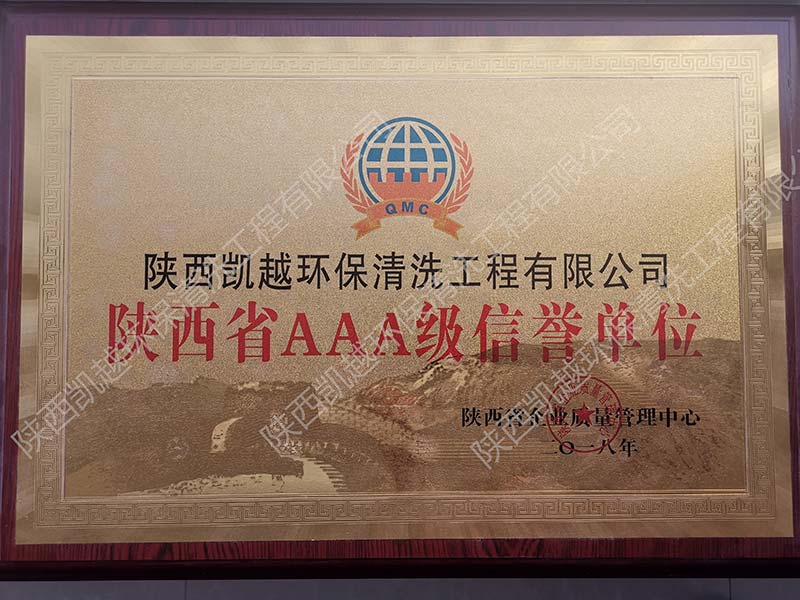 QMC
陕西凯越环保清洗工程有限公司
陕西省AAA级信誉单位
陕西省企业质量管理中心
二〇一八年
陕西凯越环保清洗工程有限公司